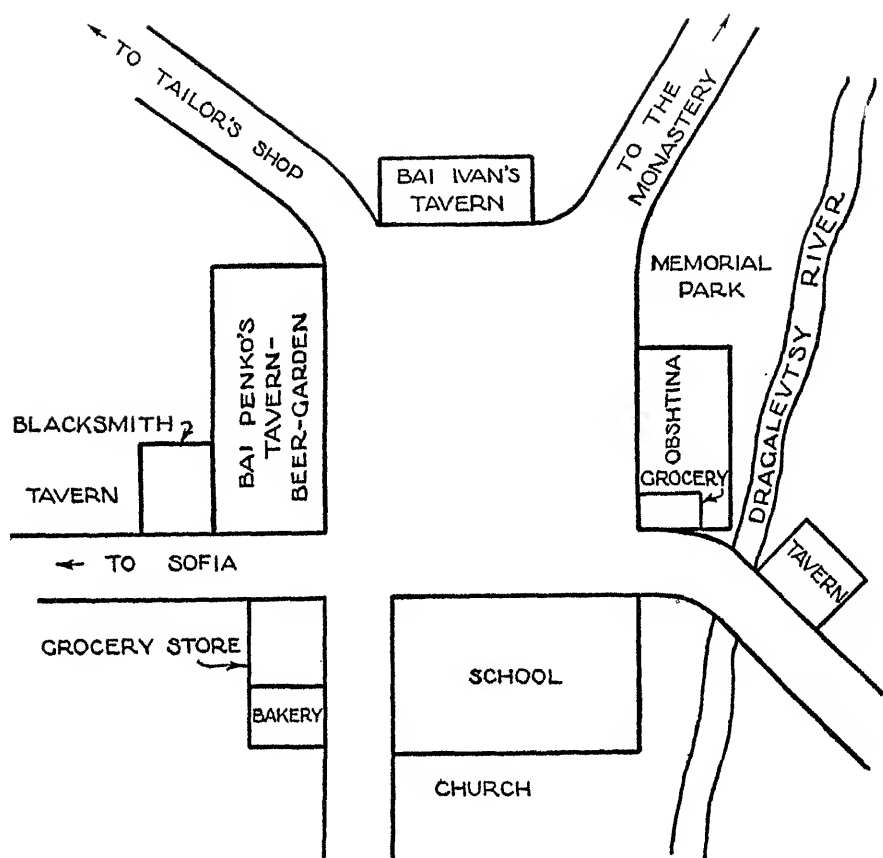 TO TAILOR'S SHOP
TO THE
MONASTERY
BAI IVAN'S
TAVERN
DRAGALEVTSY RIVER
MEMORIAL
PARK
BAI PENKO'S
TAVERN-
BEER-GARDEN
OBSHTINA
BLACKSMITH
GROCERY
TAVERN
TAVERN
TO SOFIA
GROCERY STORE
SCHOOL
BAKERY
CHURCH